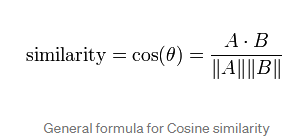 similarity = cos(θ) = A · B / ‖A‖‖B‖
General formula for Cosine similarity